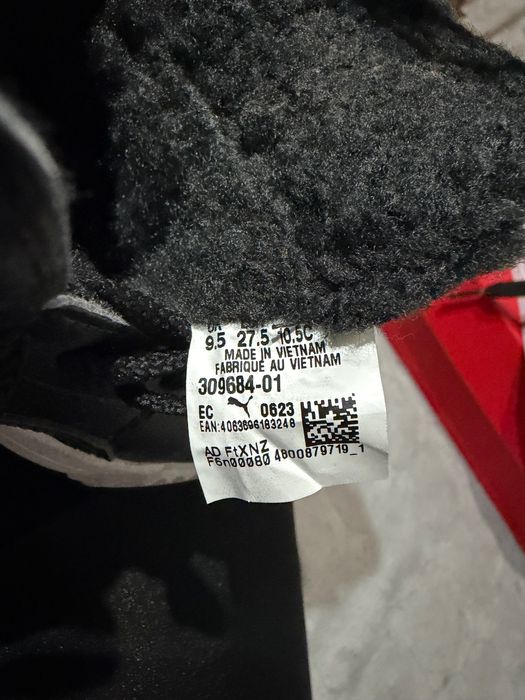 9.5 27.5 10.5C
MADE IN VIETNAM
FABRIQUÉ AU VIETNAM
309684-01
EC 0623
EAN:4063696183248
AD FtXNZ
F6n00080 4800879719_1